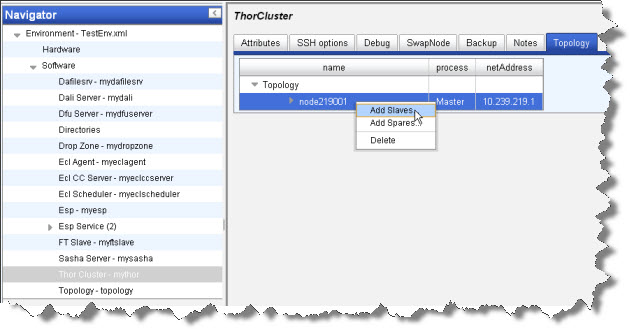 Navigator
Environment - TestEnv.xml
Hardware
Software
Dafilesrv - mydafilesrv
Dali Server - mydali
Dfu Server - mydfuserver
Directories
Drop Zone - mydropzone
Ecl Agent - myeclagent
Ecl CC Server - myeclccserver
Ecl Scheduler - myeclscheduler
Esp - myesp
Esp Service (2)
FT Slave - myftslave
Sasha Server - mysasha
Thor Cluster - mythor
Topology - topology
ThorCluster
Attributes SSH options Debug SwapNode Backup Notes Topology
name process netAddress
Topology
node219001 Master 10.239.219.1
Add Slaves...
Add Spares...
Delete